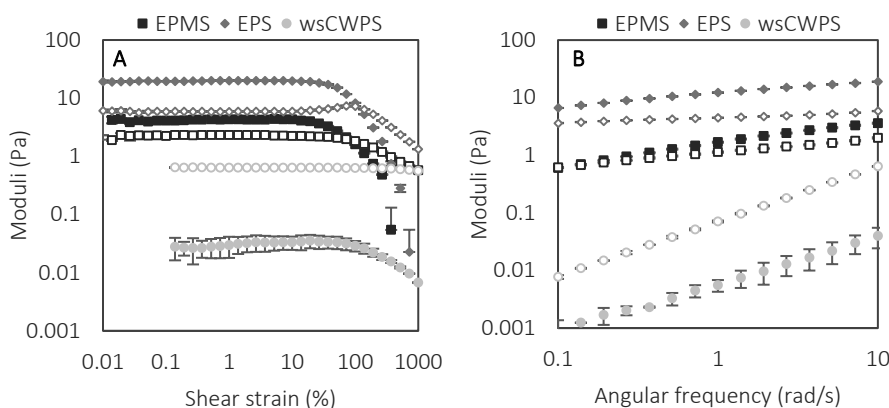 EPMS EPS wsCWPS
A
100
10
1
0.1
0.01
0.001
Moduli (Pa)
0.01 0.1 1 10 100 1000
Shear strain (%)
EPMS EPS wsCWPS
B
100
10
1
0.1
0.01
0.001
Moduli (Pa)
0.1 1 10
Angular frequency (rad/s)